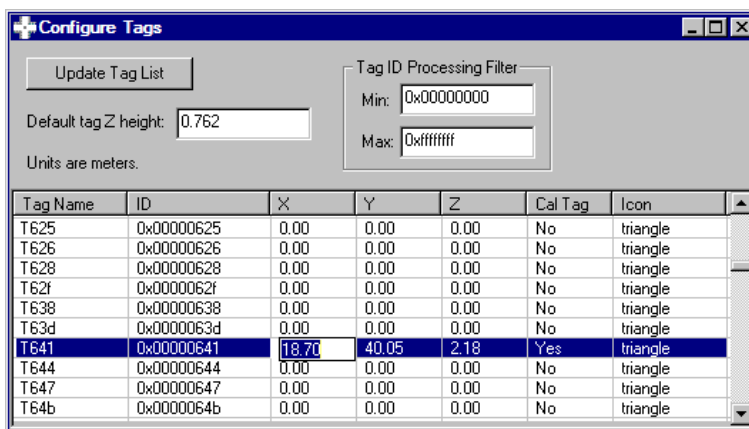 Configure Tags
Update Tag List
Tag ID Processing Filter
Min: 0x00000000
Default tag Z height: 0.762
Max: 0xffffffff
Units are meters.
Tag Name ID X Y Z Cal Tag Icon
T625 0x00000625 0.00 0.00 0.00 No triangle
T626 0x00000626 0.00 0.00 0.00 No triangle
T628 0x00000628 0.00 0.00 0.00 No triangle
T62f 0x0000062f 0.00 0.00 0.00 No triangle
T638 0x00000638 0.00 0.00 0.00 No triangle
T63d 0x0000063d 0.00 0.00 0.00 No triangle
T641 0x00000641 18.70 40.05 2.18 Yes triangle
T644 0x00000644 0.00 0.00 0.00 No triangle
T647 0x00000647 0.00 0.00 0.00 No triangle
T64b 0x0000064b 0.00 0.00 0.00 No triangle